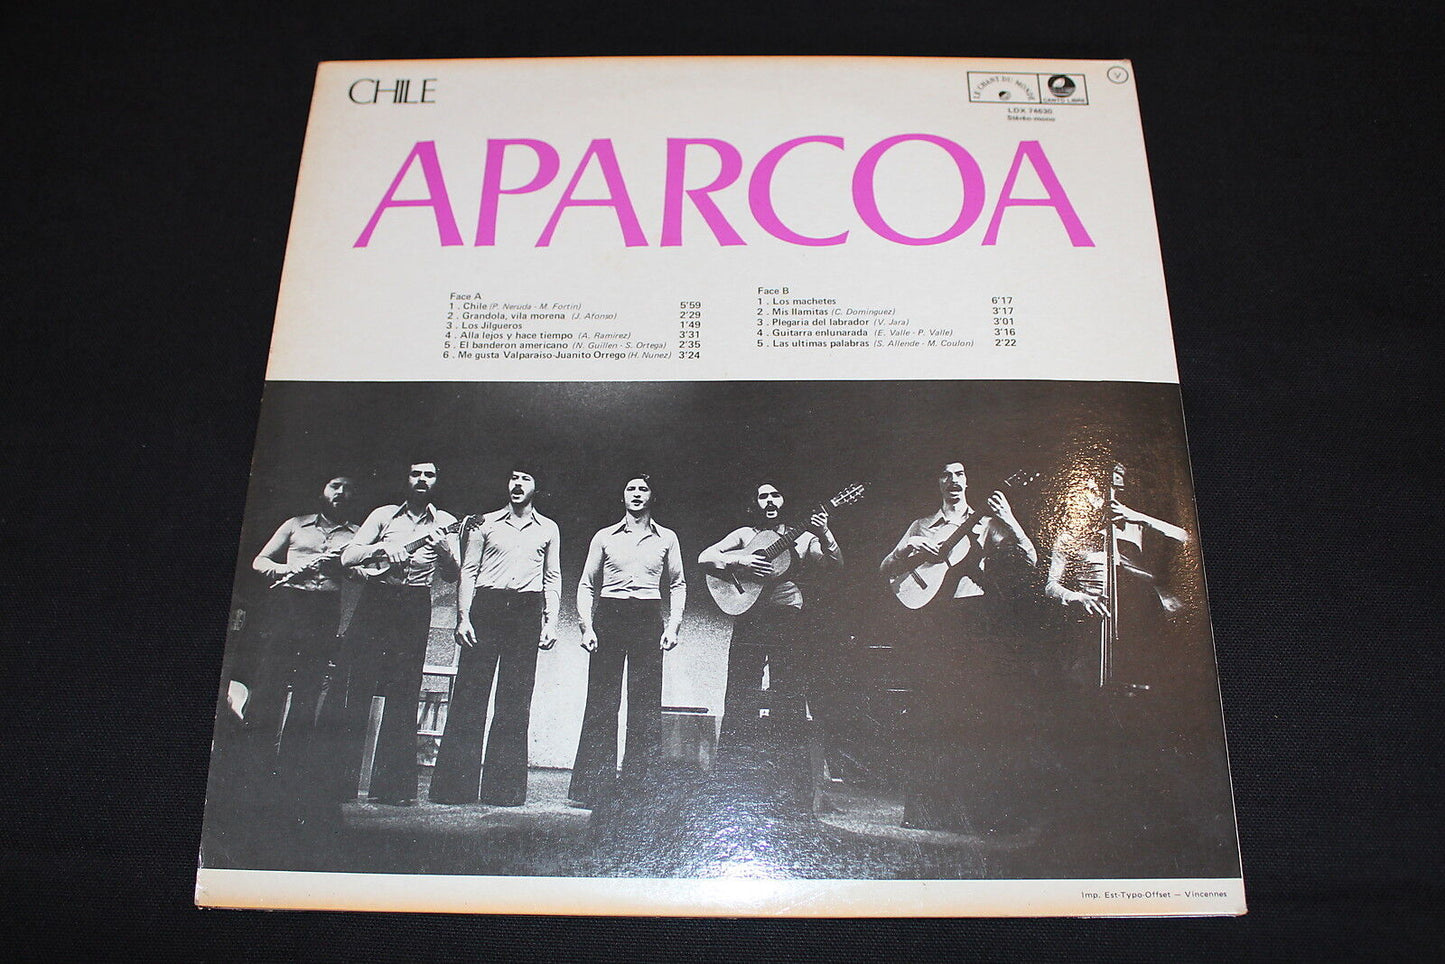 CHILE
LE CHANT DU MONDE
CANTO LIBRE
LDX 74630
Stéréo-mono
V
APARCOA
Face A
1 . Chile (P. Neruda - M. Fortin) 5'59
2 . Grandola, vila morena (J. Afonso) 2'29
3 . Los Jilgueros 1'49
4 . Alla lejos y hace tiempo (A. Ramirez) 3'31
5 . El banderon americano (N. Guillen - S. Ortega) 2'35
6 . Me gusta Valparaiso-Juanito Orrego (H. Nunez) 3'24
Face B
1 . Los machetes 6'17
2 . Mis llamitas (C. Dominguez) 3'17
3 . Plegaria del labrador (V. Jara) 3'01
4 . Guitarra enlunarada (E. Valle - P. Valle) 3'16
5 . Las ultimas palabras (S. Allende - M. Coulon) 2'22
Imp. Est-Typo-Offset — Vincennes